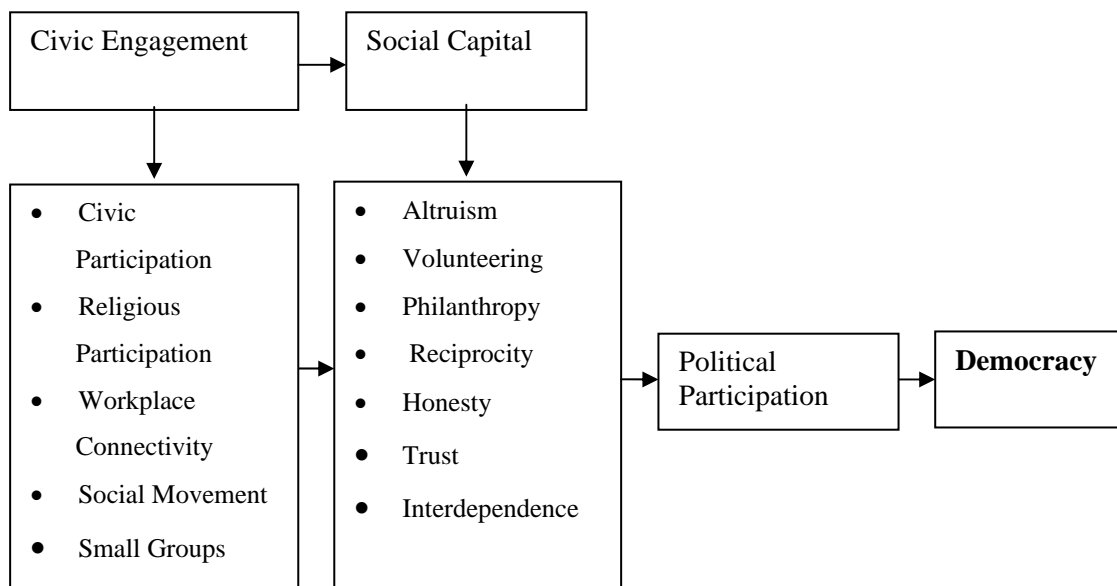 Civic Engagement
Social Capital
• Civic
Participation
• Religious
Participation
• Workplace
Connectivity
• Social Movement
• Small Groups
• Altruism
• Volunteering
• Philanthropy
• Reciprocity
• Honesty
• Trust
• Interdependence
Political
Participation
Democracy